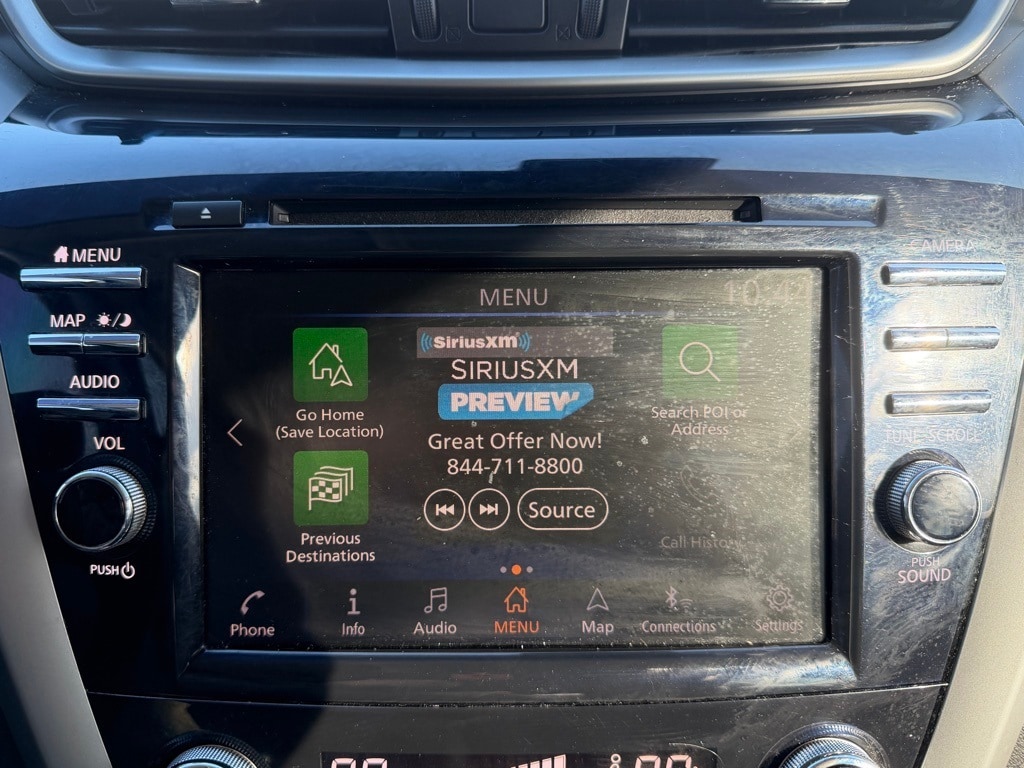 MENU
MAP
AUDIO
VOL
PUSH
MENU
Go Home
(Save Location)
Previous
Destinations
SiriusXM
SIRIUSXM
PREVIEW
Great Offer Now!
844-711-8800
Source
Search POI or
Address
Call History
Phone
Info
Audio
MENU
Map
Connections
Settings
CAMERA
TUNE·SCROLL
PUSH
SOUND